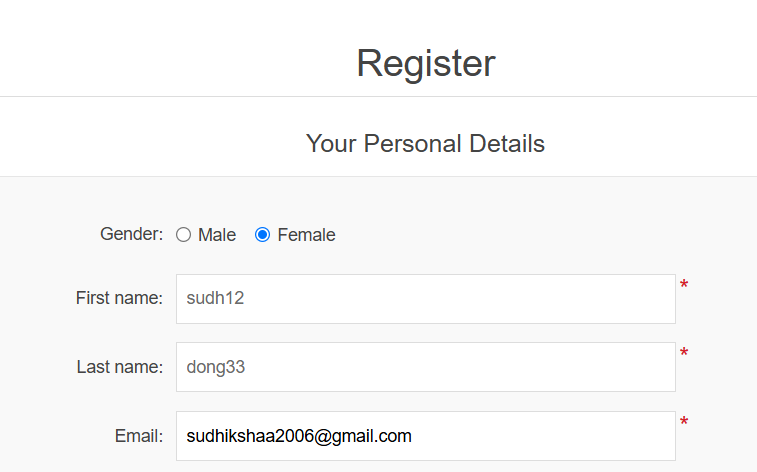 Register
Your Personal Details
Gender: Male Female
First name: sudh12 *
Last name: dong33 *
Email: sudhikshaa2006@gmail.com *